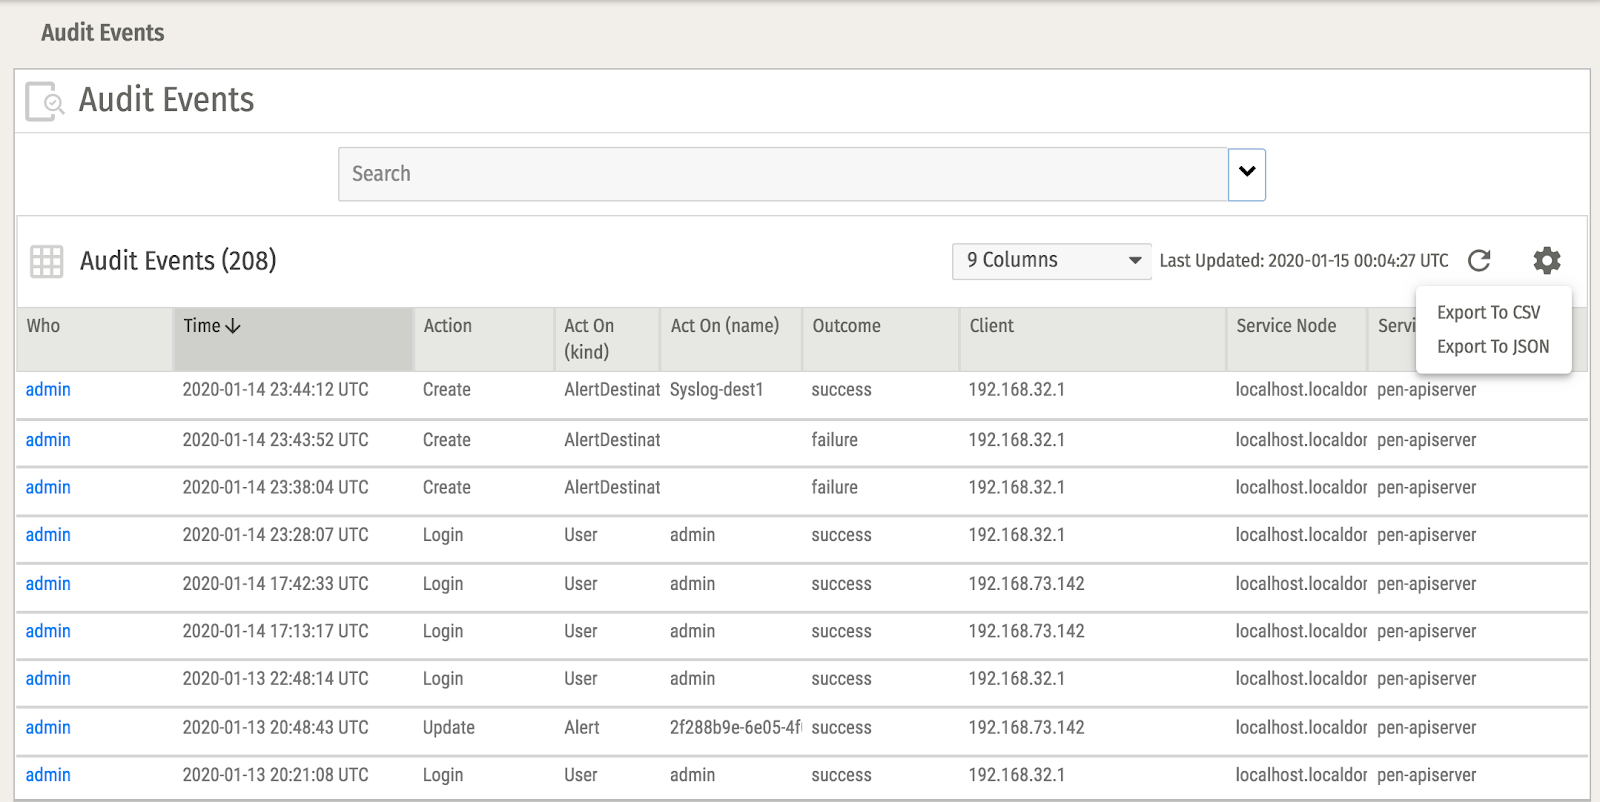 Audit Events
Audit Events
Search
Audit Events (208)
9 Columns
Last Updated: 2020-01-15 00:04:27 UTC
Export To CSV
Export To JSON
Who Time Action Act On (kind) Act On (name) Outcome Client Service Node Servi
admin 2020-01-14 23:44:12 UTC Create AlertDestinat Syslog-dest1 success 192.168.32.1 localhost.localdor pen-apiserver
admin 2020-01-14 23:43:52 UTC Create AlertDestinat failure 192.168.32.1 localhost.localdor pen-apiserver
admin 2020-01-14 23:38:04 UTC Create AlertDestinat failure 192.168.32.1 localhost.localdor pen-apiserver
admin 2020-01-14 23:28:07 UTC Login User admin success 192.168.32.1 localhost.localdor pen-apiserver
admin 2020-01-14 17:42:33 UTC Login User admin success 192.168.73.142 localhost.localdor pen-apiserver
admin 2020-01-14 17:13:17 UTC Login User admin success 192.168.73.142 localhost.localdor pen-apiserver
admin 2020-01-13 22:48:14 UTC Login User admin success 192.168.32.1 localhost.localdor pen-apiserver
admin 2020-01-13 20:48:43 UTC Update Alert 2f288b9e-6e05-4f success 192.168.73.142 localhost.localdor pen-apiserver
admin 2020-01-13 20:21:08 UTC Login User admin success 192.168.32.1 localhost.localdor pen-apiserver